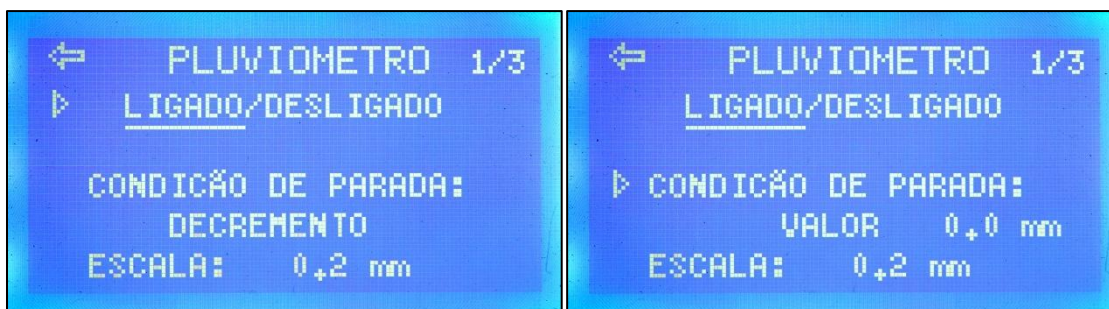 PLUVIOMETRO 1/3
LIGADO/DESLIGADO
CONDICÃO DE PARADA:
DECREMENTO
ESCALA: 0,2 mm
PLUVIOMETRO 1/3
LIGADO/DESLIGADO
CONDICÃO DE PARADA:
VALOR 0,0 mm
ESCALA: 0,2 mm